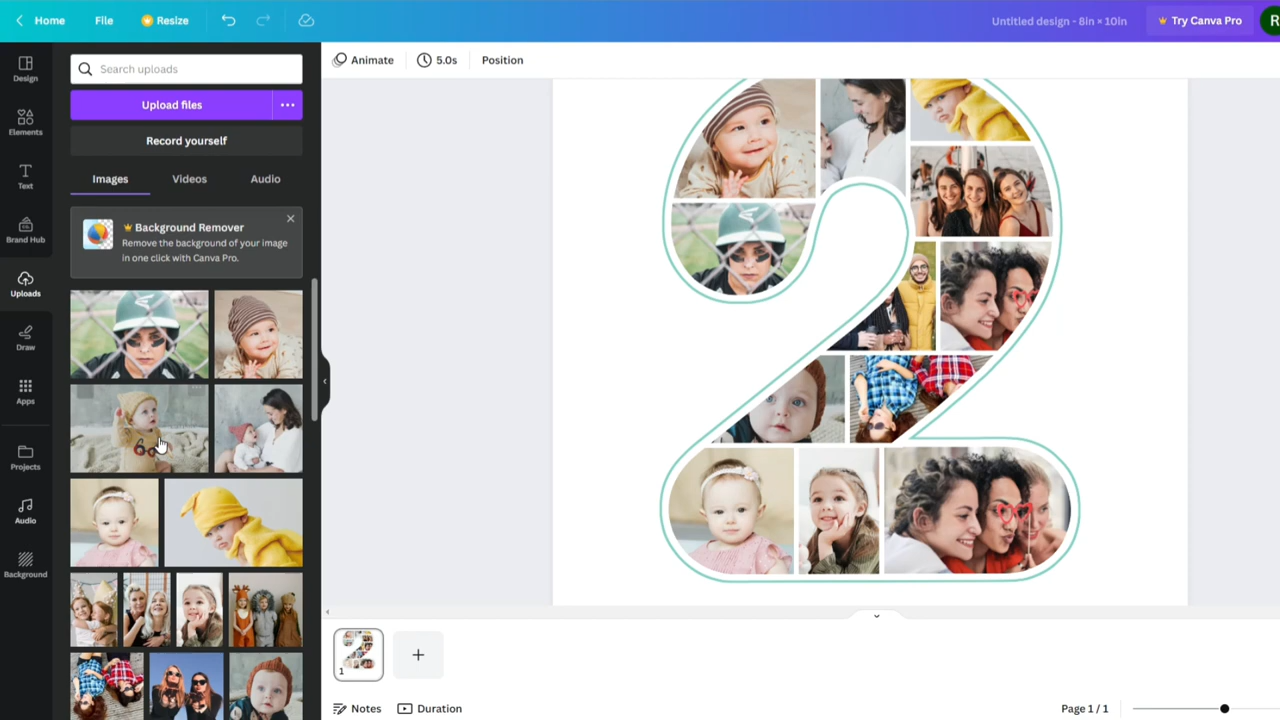 Home
File
Resize
Untitled design - 8in × 10in
Try Canva Pro
R
Design
Elements
Text
Brand Hub
Uploads
Draw
Apps
Projects
Audio
Background
Search uploads
Upload files
Record yourself
Images
Videos
Audio
Background Remover
Remove the background of your image
in one click with Canva Pro.
Animate
5.0s
Position
1
Notes
Duration
Page 1 / 1